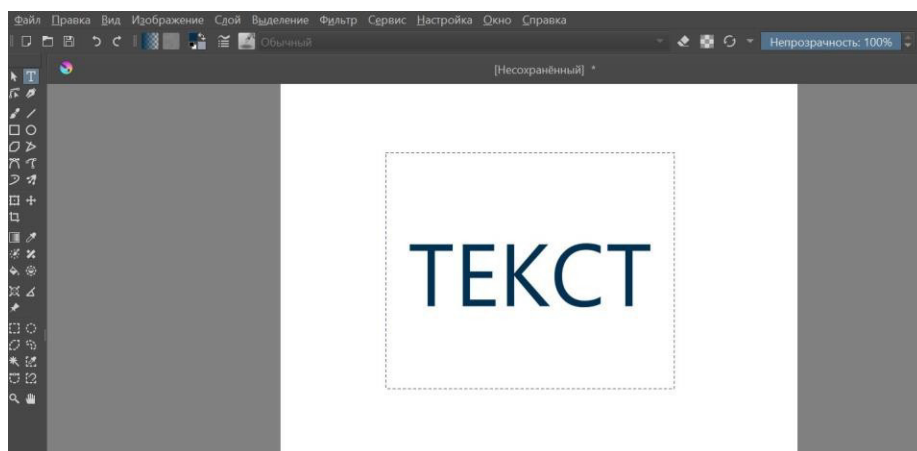 Файл Правка Вид Изображение Слой Выделение Фильтр Сервис Настройка Окно Справка
Обычный Непрозрачность: 100%
[Несохранённый] *
ТЕКСТ